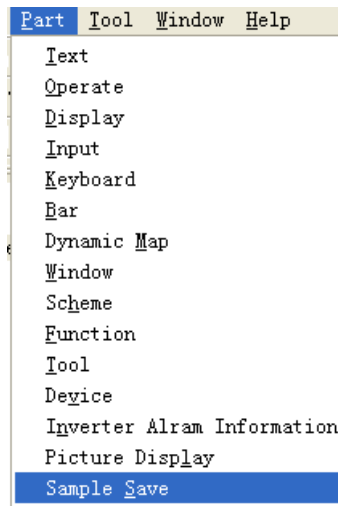 Part Tool Window Help
Text
Operate
Display
Input
Keyboard
Bar
Dynamic Map
Window
Scheme
Function
Tool
Device
Inverter Alram Information
Picture Display
Sample Save